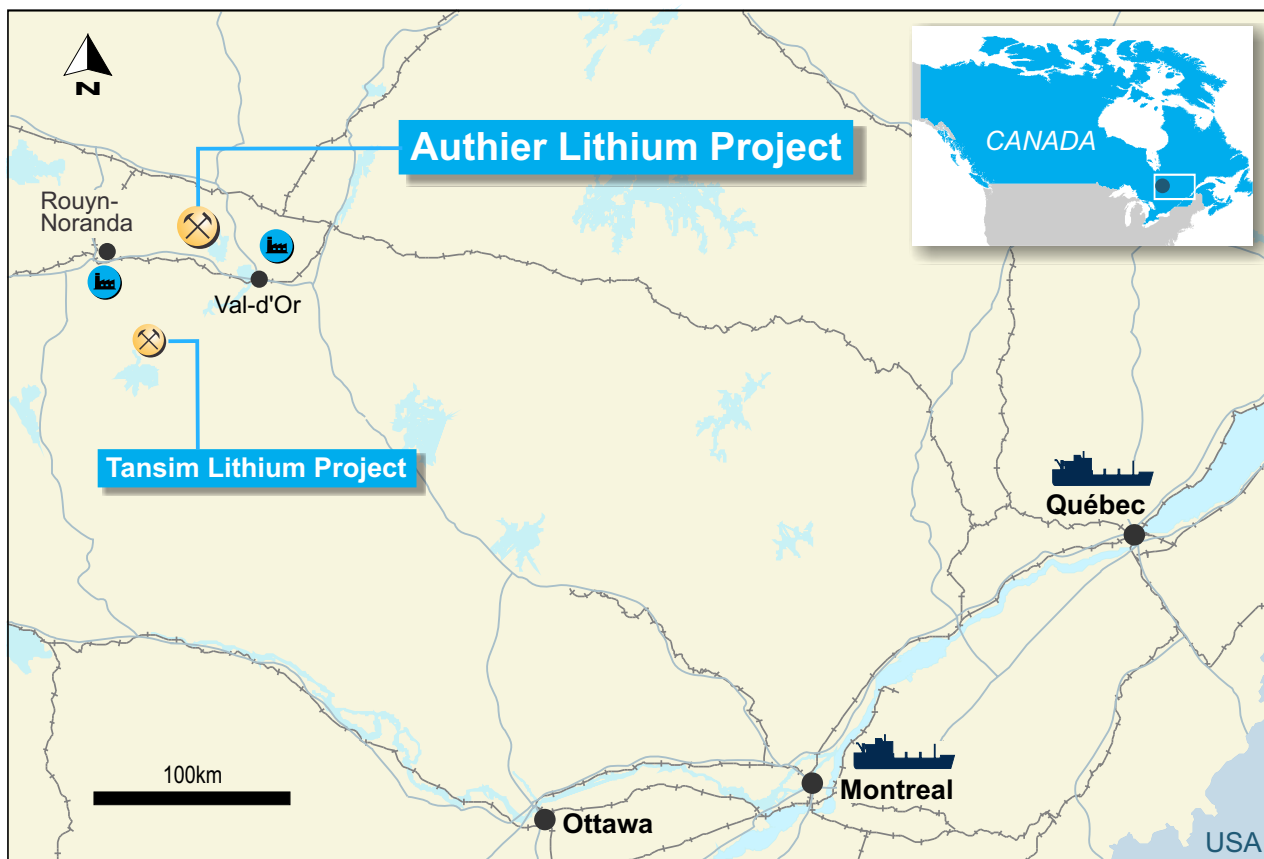 N
CANADA
Authier Lithium Project
Rouyn-
Noranda
Val-d'Or
Tansim Lithium Project
Québec
100km
Montreal
Ottawa
USA